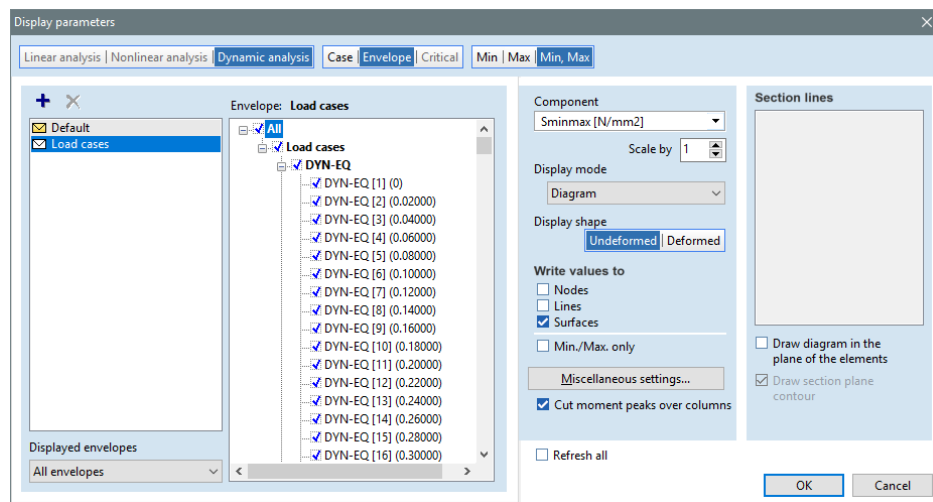 Display parameters
Linear analysis | Nonlinear analysis | Dynamic analysis Case | Envelope | Critical Min | Max | Min, Max
Default
Load cases
Displayed envelopes
All envelopes
Envelope: Load cases
All
Load cases
DYN-EQ
DYN-EQ [1] (0)
DYN-EQ [2] (0.02000)
DYN-EQ [3] (0.04000)
DYN-EQ [4] (0.06000)
DYN-EQ [5] (0.08000)
DYN-EQ [6] (0.10000)
DYN-EQ [7] (0.12000)
DYN-EQ [8] (0.14000)
DYN-EQ [9] (0.16000)
DYN-EQ [10] (0.18000)
DYN-EQ [11] (0.20000)
DYN-EQ [12] (0.22000)
DYN-EQ [13] (0.24000)
DYN-EQ [14] (0.26000)
DYN-EQ [15] (0.28000)
DYN-EQ [16] (0.30000)
Component
Sminmax [N/mm2]
Scale by 1
Display mode
Diagram
Display shape
Undeformed | Deformed
Write values to
Nodes
Lines
Surfaces
Min./Max. only
Miscellaneous settings...
Cut moment peaks over columns
Refresh all
Section lines
Draw diagram in the
plane of the elements
Draw section plane
contour
OK Cancel